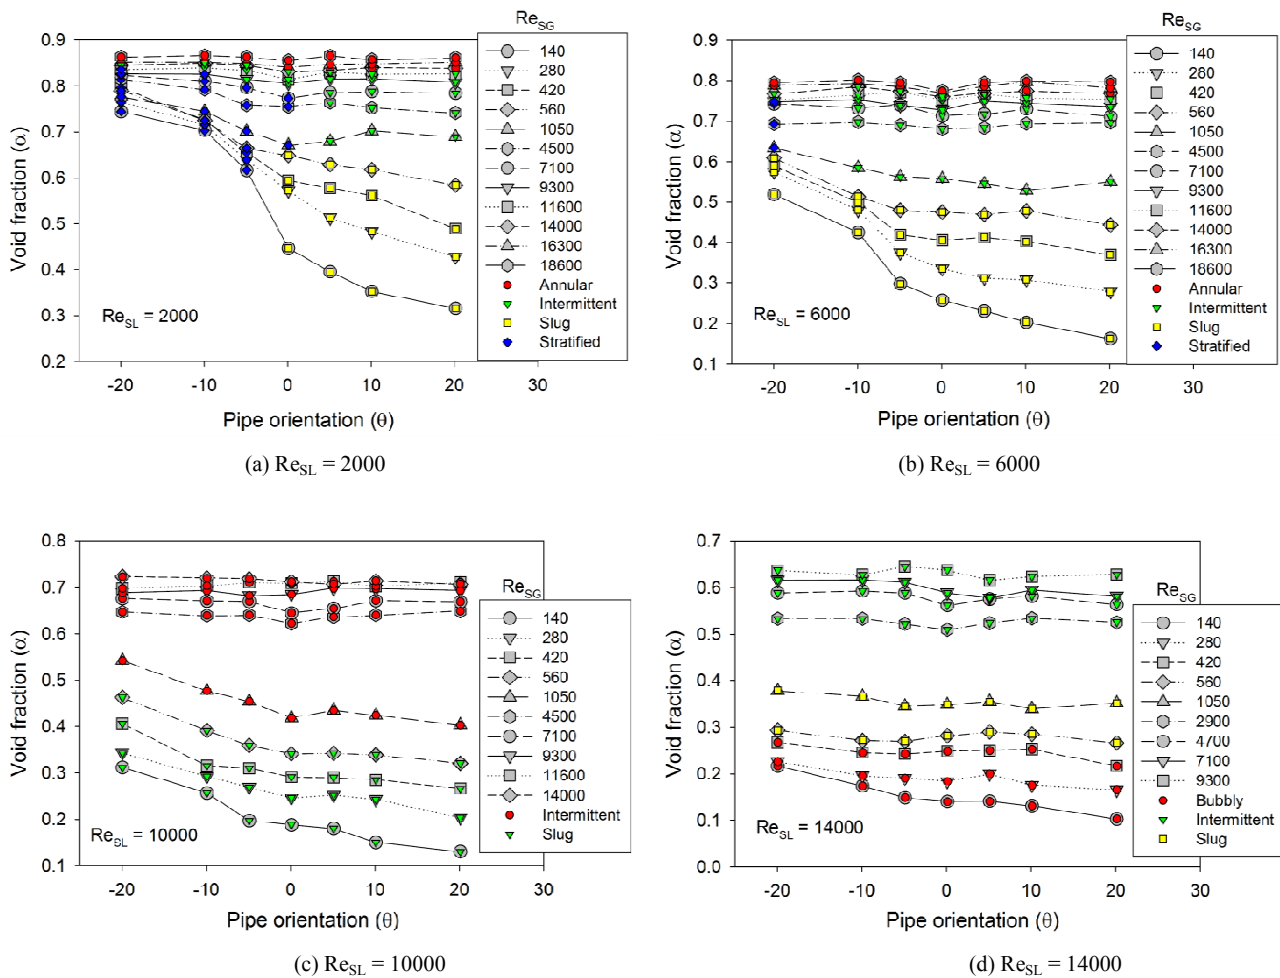 Re_SG
0.9
0.8
0.7
0.6
0.5
0.4
0.3
0.2
Void fraction (α)
-20 -10 0 10 20 30
Pipe orientation (θ)
Re_SL = 2000
140
280
420
560
1050
4500
7100
9300
11600
14000
16300
18600
Annular
Intermittent
Slug
Stratified
(a) Re_SL = 2000
Re_SG
0.9
0.8
0.7
0.6
0.5
0.4
0.3
0.2
0.1
Void fraction (α)
-20 -10 0 10 20 30
Pipe orientation (θ)
Re_SL = 6000
140
280
420
560
1050
4500
7100
9300
11600
14000
16300
18600
Annular
Intermittent
Slug
Stratified
(b) Re_SL = 6000
0.8
0.7
0.6
0.5
0.4
0.3
0.2
0.1
Void fraction (α)
-20 -10 0 10 20 30
Pipe orientation (θ)
Re_SL = 10000
Re_SG
140
280
420
560
1050
4500
7100
9300
11600
14000
Intermittent
Slug
(c) Re_SL = 10000
0.7
0.6
0.5
0.4
0.3
0.2
0.1
0.0
Void fraction (α)
-20 -10 0 10 20 30
Pipe orientation (θ)
Re_SL = 14000
Re_SG
140
280
420
560
1050
2900
4700
7100
9300
Bubbly
Intermittent
Slug
(d) Re_SL = 14000